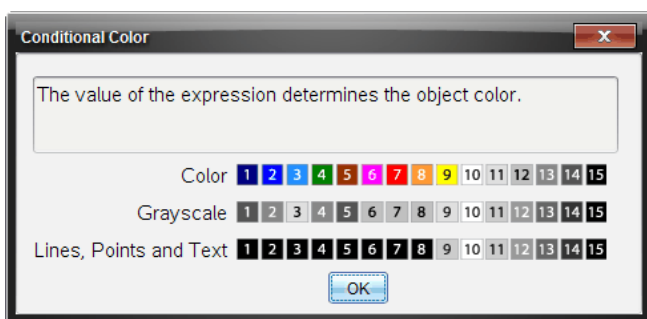 Conditional Color
The value of the expression determines the object color.
Color 1 2 3 4 5 6 7 8 9 10 11 12 13 14 15
Grayscale 1 2 3 4 5 6 7 8 9 10 11 12 13 14 15
Lines, Points and Text 1 2 3 4 5 6 7 8 9 10 11 12 13 14 15
OK